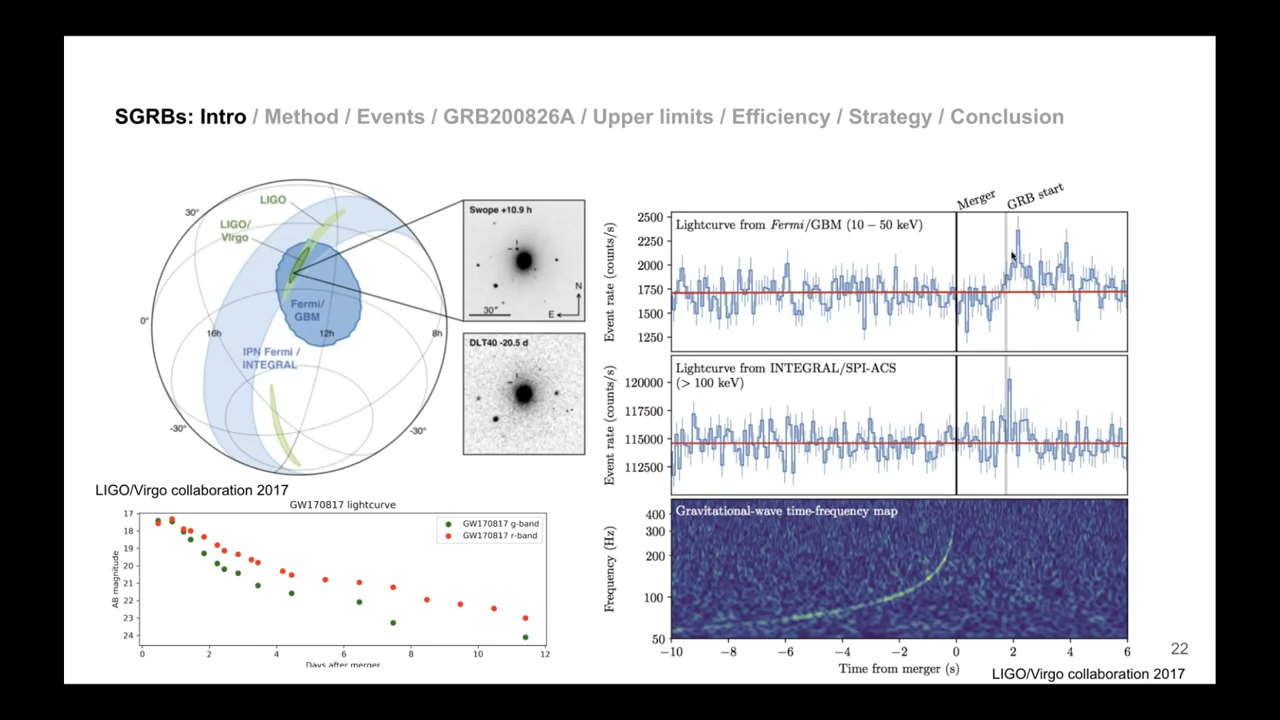 SGRBs: Intro / Method / Events / GRB200826A / Upper limits / Efficiency / Strategy / Conclusion
LIGO
30°
LIGO/
Virgo
Fermi/
GBM
0°
16h
12h
8h
IPN Fermi /
INTEGRAL
-30°
-30°
Swope +10.9 h
N
30"
E
DLT40 -20.5 d
LIGO/Virgo collaboration 2017
GW170817 lightcurve
GW170817 g-band
GW170817 r-band
AB magnitude
17
18
19
20
21
22
23
24
0 2 4 6 8 10 12
Days after merger
Merger
GRB start
Lightcurve from Fermi/GBM (10 − 50 keV)
Event rate (counts/s)
2500
2250
2000
1750
1500
1250
Lightcurve from INTEGRAL/SPI-ACS
(> 100 keV)
Event rate (counts/s)
120000
117500
115000
112500
Gravitational-wave time-frequency map
Frequency (Hz)
400
300
200
100
50
−10 −8 −6 −4 −2 0 2 4 6
Time from merger (s)
22
LIGO/Virgo collaboration 2017